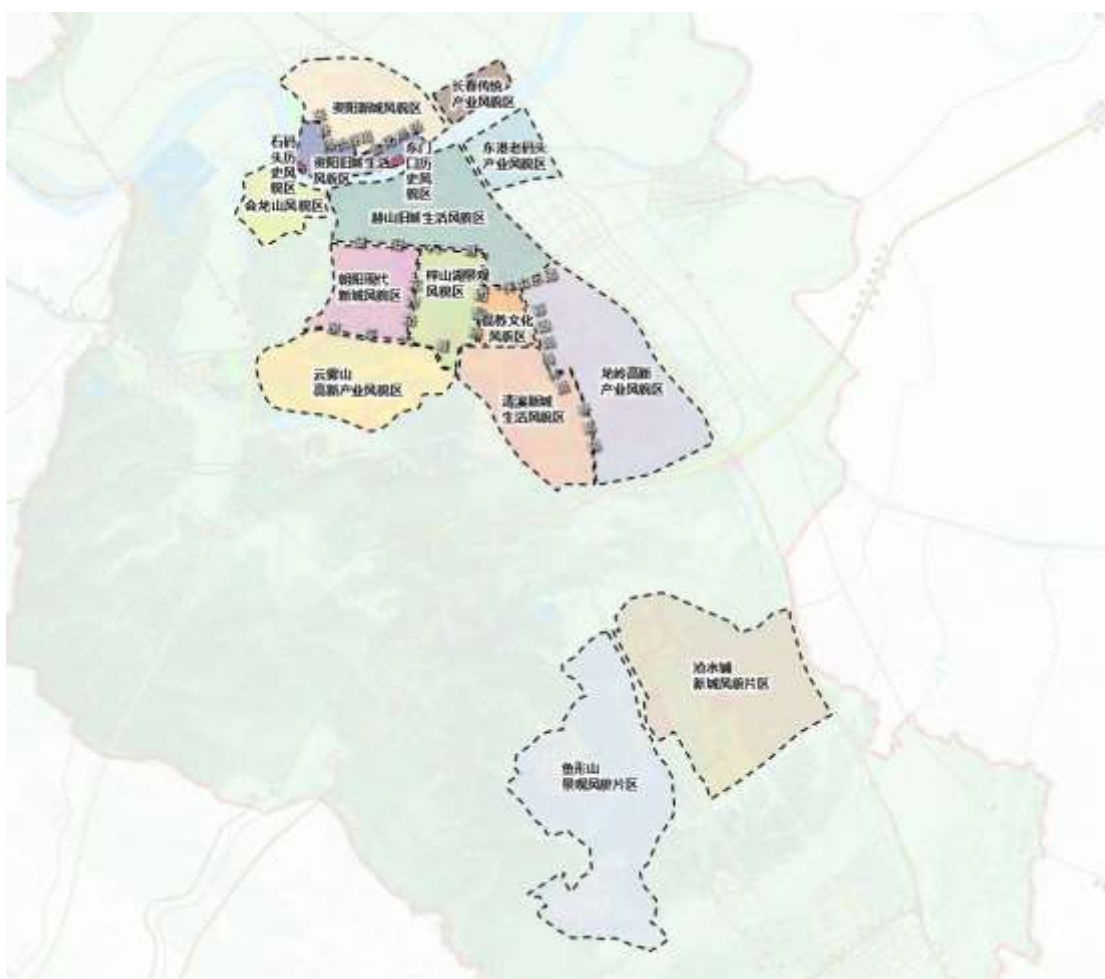 长春传统
产业风貌区
资阳新城风貌区
石码
头历
史风
貌区
资阳旧城生活
风貌区
东门
口历
史风
貌区
东港老码头
产业风貌区
会龙山风貌区
赫山旧城生活风貌区
朝阳现代
新城风貌区
梓山湖景观
风貌区
文化
风貌区
云雾山
高新产业风貌区
龙岭高新
产业风貌区
清溪新城
生活风貌区
沧水铺
新城风貌片区
鱼形山
景观风貌片区